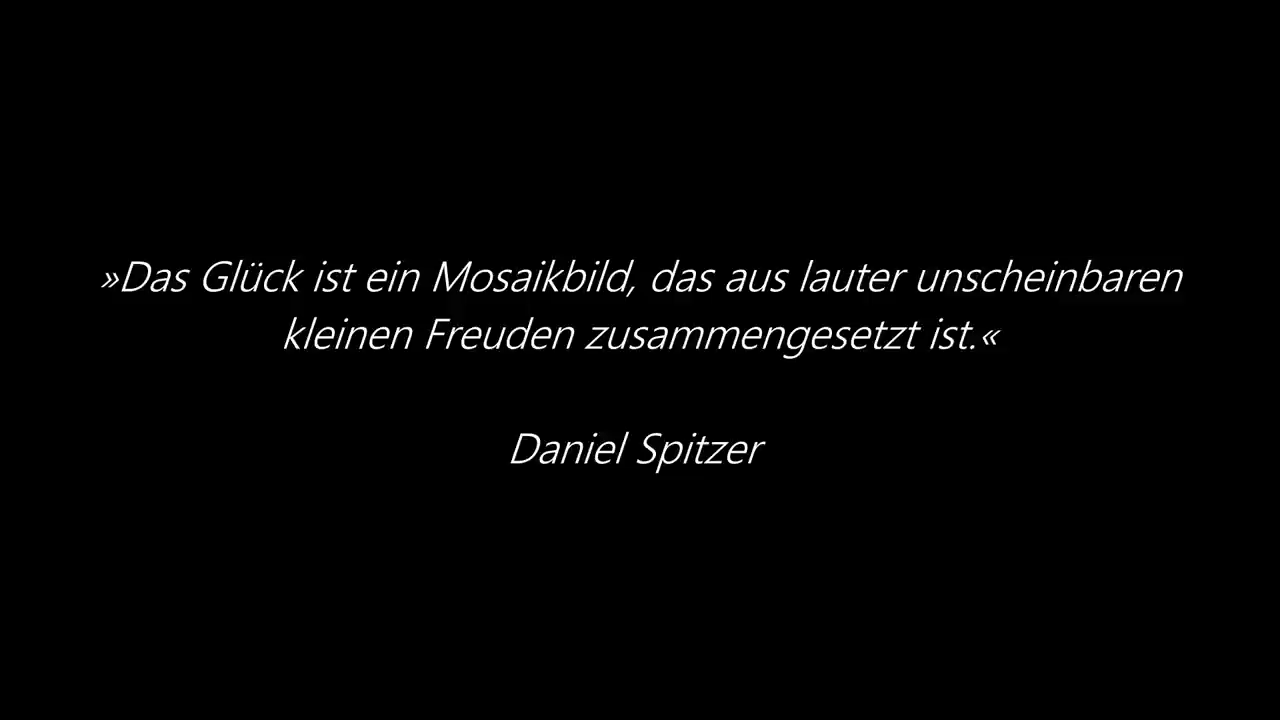 »Das Glück ist ein Mosaikbild, das aus lauter unscheinbaren
kleinen Freuden zusammengesetzt ist.«
Daniel Spitzer